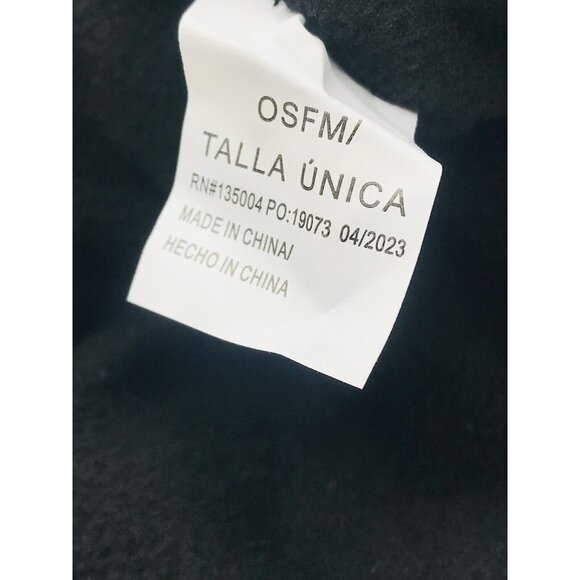 OSFM/
TALLA ÚNICA
RN#135004 PO:19073 04/2023
MADE IN CHINA/
HECHO IN CHINA